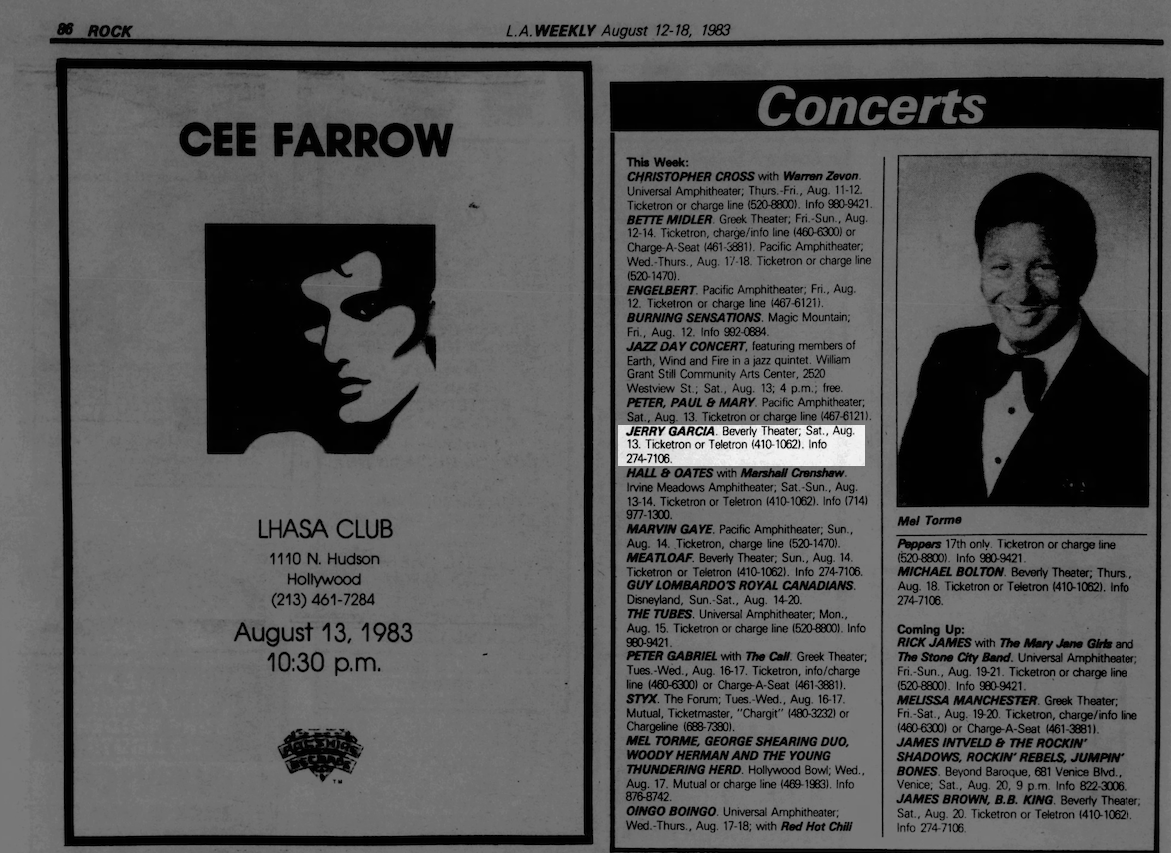 86 ROCK
L.A. WEEKLY August 12-18, 1983
CEE FARROW
LHASA CLUB
1110 N. Hudson
Hollywood
(213) 461-7284
August 13, 1983
10:30 p.m.
TM
Concerts
This Week:
CHRISTOPHER CROSS with Warren Zevon.
Universal Amphitheater; Thurs.-Fri., Aug. 11-12.
Ticketron or charge line (520-8800). Info 980-9421.
BETTE MIDLER. Greek Theater; Fri.-Sun., Aug.
12-14. Ticketron, charge/info line (460-6300) or
Charge-A-Seat (461-3881). Pacific Amphitheater;
Wed.-Thurs., Aug. 17-18. Ticketron or charge line
(520-1470).
ENGELBERT. Pacific Amphitheater; Fri., Aug.
12. Ticketron or charge line (467-6121).
BURNING SENSATIONS. Magic Mountain;
Fri., Aug. 12. Info 992-0884.
JAZZ DAY CONCERT, featuring members of
Earth, Wind and Fire in a jazz quintet. William
Grant Still Community Arts Center, 2520
Westview St.; Sat., Aug. 13; 4 p.m.; free.
PETER, PAUL & MARY. Pacific Amphitheater;
Sat., Aug. 13. Ticketron or charge line (467-6121).
JERRY GARCIA. Beverly Theater; Sat., Aug.
13. Ticketron or Teletron (410-1062). Info
274-7106.
HALL & OATES with Marshall Crenshaw.
Irvine Meadows Amphitheater; Sat.-Sun., Aug.
13-14. Ticketron or Teletron (410-1062). Info (714)
977-1300.
MARVIN GAYE. Pacific Amphitheater; Sun.,
Aug. 14. Ticketron, charge line (520-1470).
MEATLOAF. Beverly Theater; Sun., Aug. 14.
Ticketron or Teletron (410-1062). Info 274-7106.
GUY LOMBARDO'S ROYAL CANADIANS.
Disneyland, Sun.-Sat., Aug. 14-20.
THE TUBES. Universal Amphitheater; Mon.,
Aug. 15. Ticketron or charge line (520-8800). Info
980-9421.
PETER GABRIEL with The Call. Greek Theater;
Tues.-Wed., Aug. 16-17. Ticketron, info/charge
line (460-6300) or Charge-A-Seat (461-3881).
STYX. The Forum; Tues.-Wed., Aug. 16-17.
Mutual, Ticketmaster, "Chargit" (480-3232) or
Chargeline (688-7380).
MEL TORME, GEORGE SHEARING DUO,
WOODY HERMAN AND THE YOUNG
THUNDERING HERD. Hollywood Bowl; Wed.,
Aug. 17. Mutual or charge line (469-1983). Info
876-8742.
OINGO BOINGO. Universal Amphitheater;
Wed.-Thurs., Aug. 17-18; with Red Hot Chili
Mel Torme
Peppers 17th only. Ticketron or charge line
(520-8800). Info 980-9421.
MICHAEL BOLTON. Beverly Theater; Thurs.,
Aug. 18. Ticketron or Teletron (410-1062). Info
274-7106.
Coming Up:
RICK JAMES with The Mary Jane Girls and
The Stone City Band. Universal Amphitheater;
Fri.-Sun., Aug. 19-21. Ticketron or charge line
(520-8800). Info 980-9421.
MELISSA MANCHESTER. Greek Theater;
Fri.-Sat., Aug. 19-20. Ticketron, charge/info line
(460-6300) or Charge-A-Seat (461-3881).
JAMES INTVELD & THE ROCKIN'
SHADOWS, ROCKIN' REBELS, JUMPIN'
BONES. Beyond Baroque, 681 Venice Blvd.,
Venice; Sat., Aug. 20, 9 p.m. Info 822-3006.
JAMES BROWN, B.B. KING. Beverly Theater;
Sat., Aug. 20. Ticketron or Teletron (410-1062).
Info 274-7106.